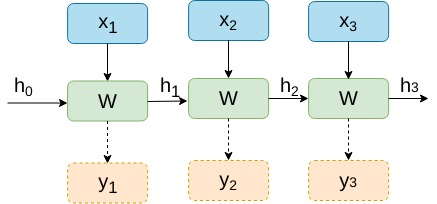 x₁ x₂ x₃
h₀ W h₁ W h₂ W h₃
y₁ y₂ y₃